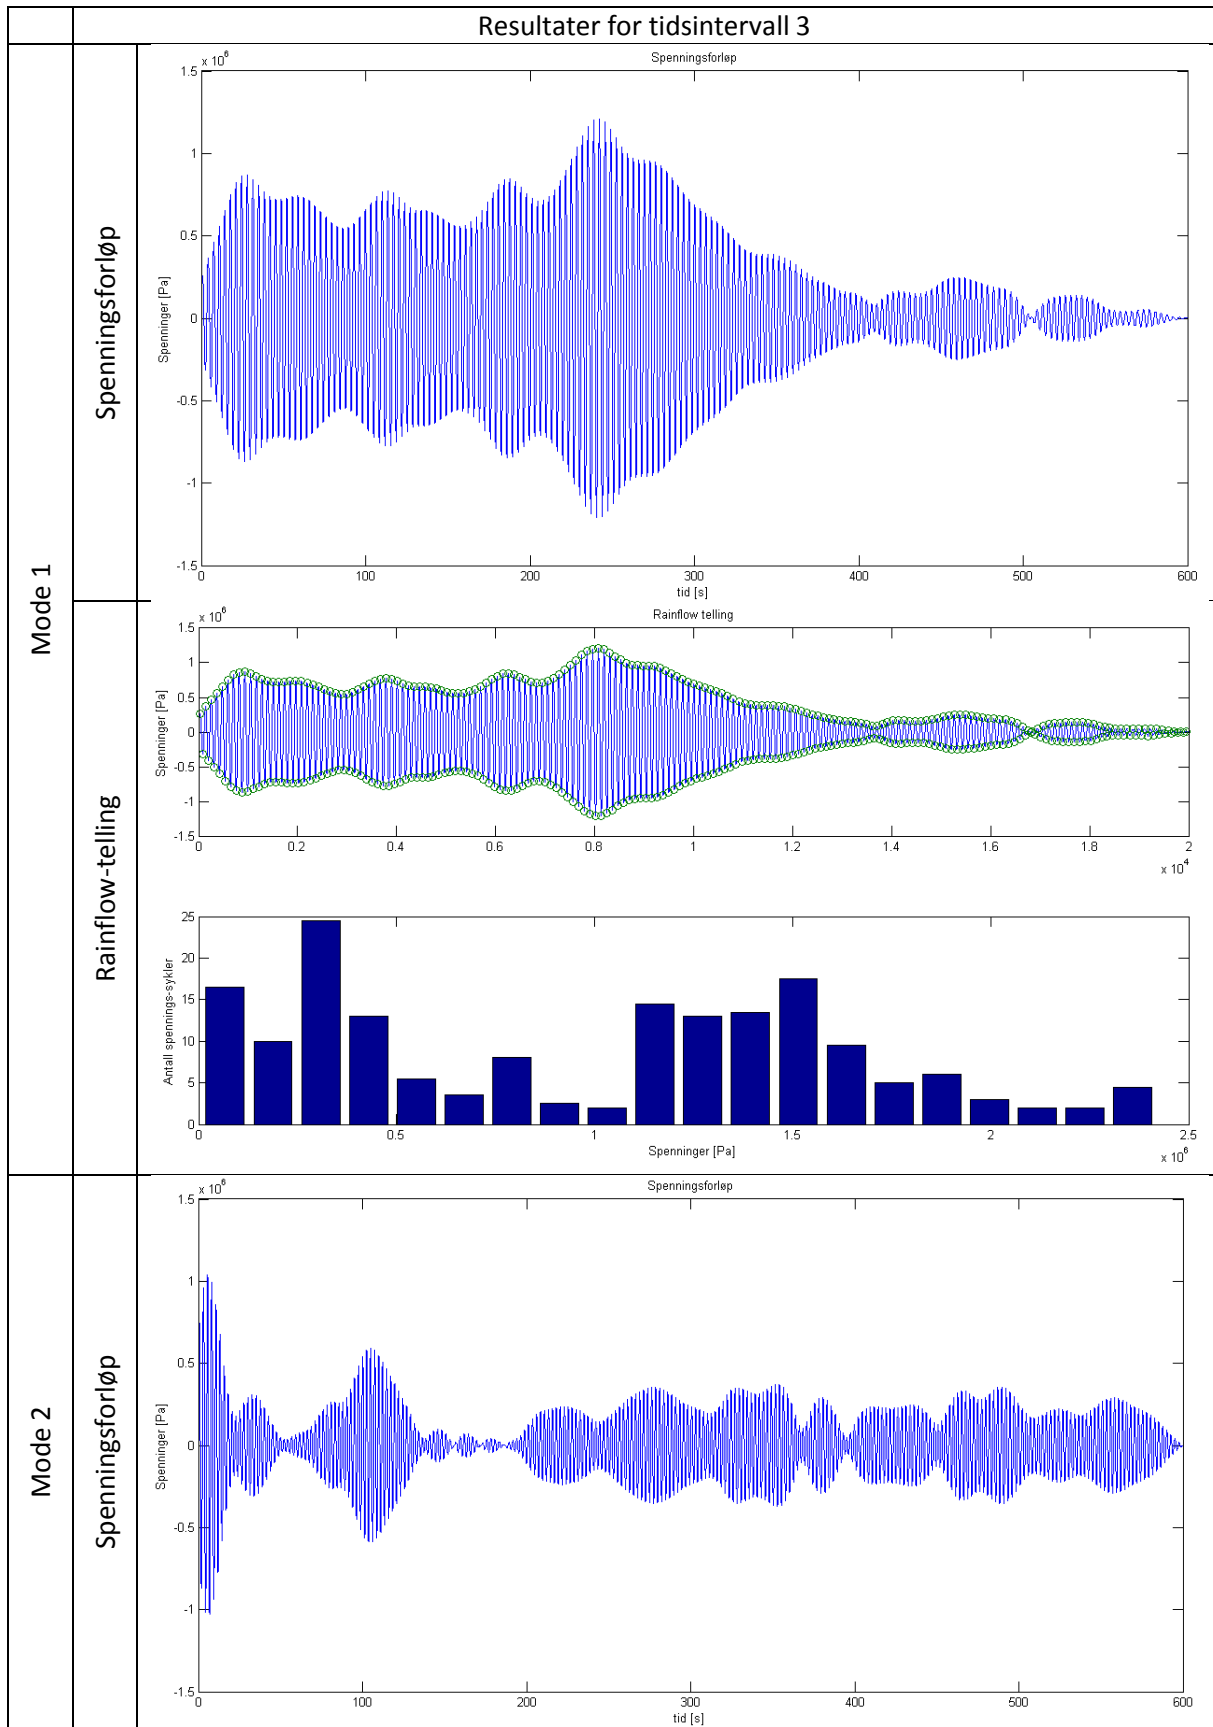 Resultater for tidsintervall 3
Mode 1
Spenningsforløp
Spenningsforløp
x 10^6
1.5
1
0.5
0
-0.5
-1
-1.5
Spenninger [Pa]
0 100 200 300 400 500 600
tid [s]
Rainflow-telling
Rainflow telling
x 10^6
1.5
1
0.5
0
-0.5
-1
-1.5
Spenninger [Pa]
0 0.2 0.4 0.6 0.8 1 1.2 1.4 1.6 1.8 2
x 10^4
25
20
15
10
5
0
Antall spennings-sykler
0 0.5 1 1.5 2 2.5
Spenninger [Pa]
x 10^6
Mode 2
Spenningsforløp
Spenningsforløp
x 10^6
1.5
1
0.5
0
-0.5
-1
-1.5
Spenninger [Pa]
0 100 200 300 400 500 600
tid [s]